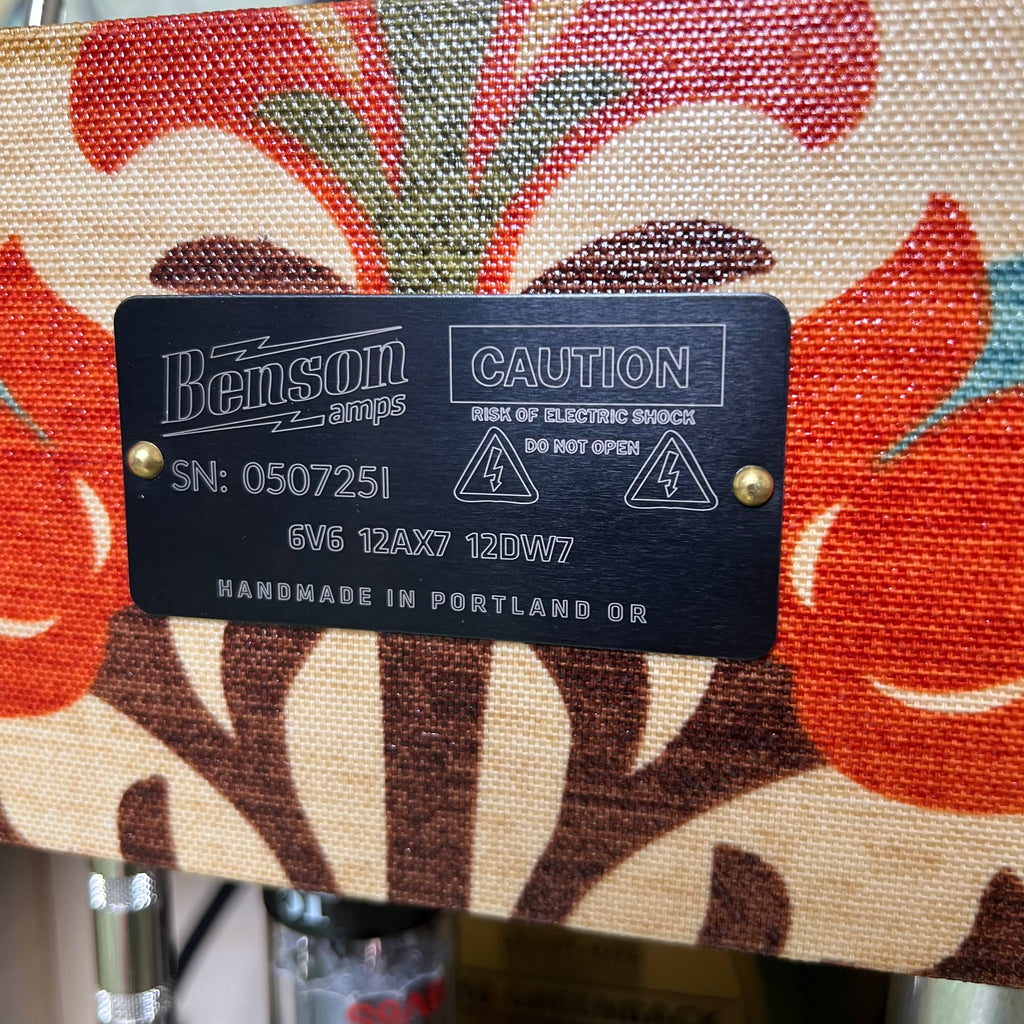 Benson
amps
CAUTION
RISK OF ELECTRIC SHOCK
DO NOT OPEN
SN: 050725I
6V6 12AX7 12DW7
HANDMADE IN PORTLAND OR